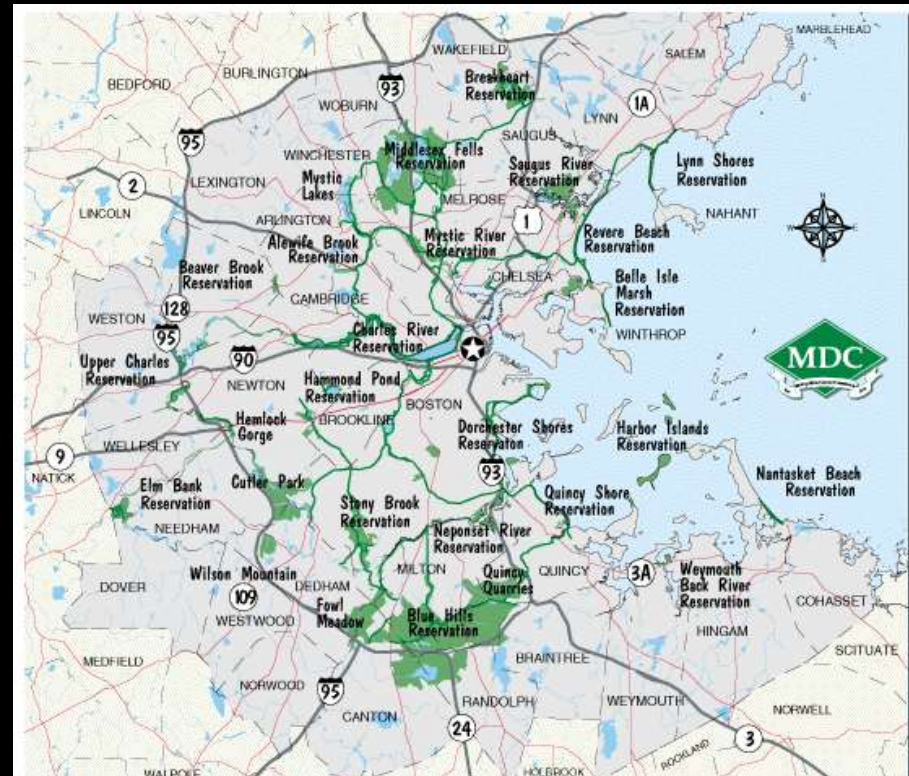 MARBLEHEAD
WAKEFIELD
SALEM
BURLINGTON
BEDFORD
93
Breakheart
Reservation
WOBURN
1A
LYNN
95
SAUGUS
WINCHESTER
Middlesex Fells
Reservation
Saugus River
Reservation
Lynn Shores
Reservation
2
LEXINGTON
Mystic
Lakes
MELROSE
NAHANT
LINCOLN
ARLINGTON
1
Alewife Brook
Reservation
Mystic River
Reservation
Revere Beach
Reservation
Beaver Brook
Reservation
CHELSEA
Belle Isle
Marsh
Reservation
CAMBRIDGE
128
WESTON
95
Charles River
Reservation
WINTHROP
MDC
Upper Charles
Reservation
90
NEWTON
Hammond Pond
Reservation
BOSTON
BROOKLINE
Hemlock
Gorge
Dorchester Shores
Reservaton
Harbor Islands
Reservation
WELLESLEY
9
NATICK
93
Nantasket Beach
Reservation
Elm Bank
Reservation
Cutler Park
Stony Brook
Reservation
Quincy Shore
Reservation
NEEDHAM
Neponset River
Reservation
Wilson Mountain
DOVER
109
DEDHAM
MILTON
Quincy
Quarries
QUINCY
3A
Weymouth
Back River
Reservation
COHASSET
WESTWOOD
Fowl
Meadow
Blue Hills
Reservation
HINGAM
SCITUATE
MEDFIELD
BRAINTREE
NORWOOD
95
RANDOLPH
WEYMOUTH
NORWELL
CANTON
24
3
ROCKLAND
WALPOLE
HOLBROOK